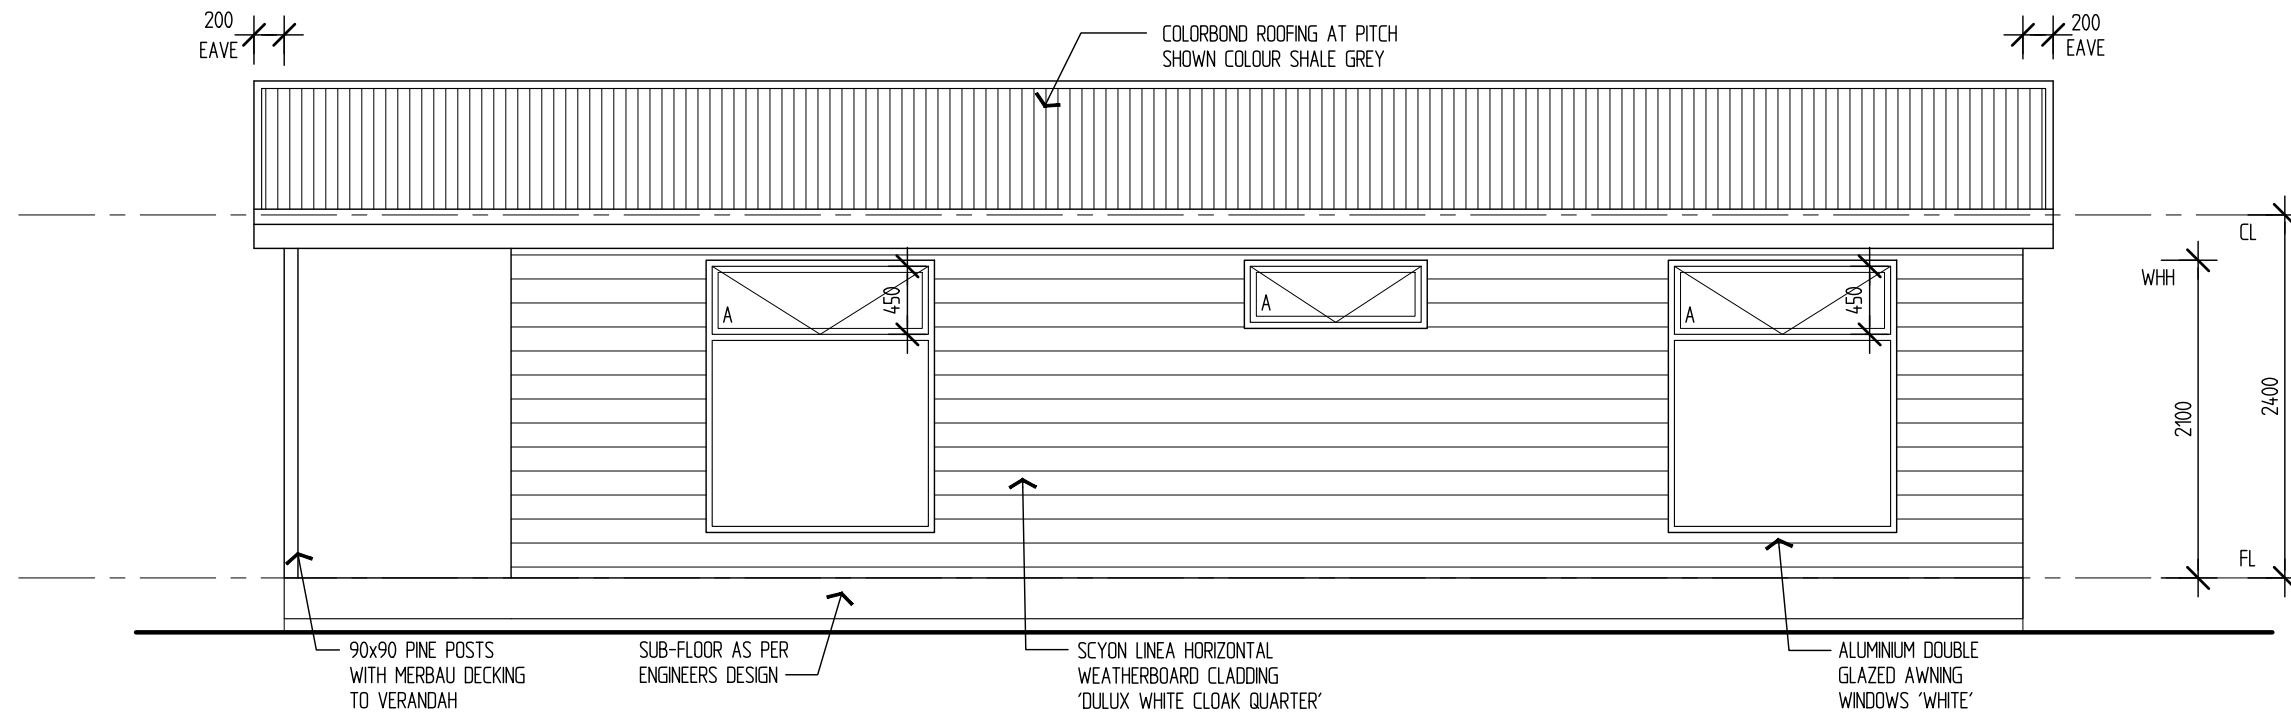 200
EAVE
COLORBOND ROOFING AT PITCH
SHOWN COLOUR SHALE GREY
200
EAVE
CL
WHH
450
A
A
450
A
2100
2400
FL
90x90 PINE POSTS
WITH MERBAU DECKING
TO VERANDAH
SUB-FLOOR AS PER
ENGINEERS DESIGN
SCYON LINEA HORIZONTAL
WEATHERBOARD CLADDING
'DULUX WHITE CLOAK QUARTER'
ALUMINIUM DOUBLE
GLAZED AWNING
WINDOWS 'WHITE'